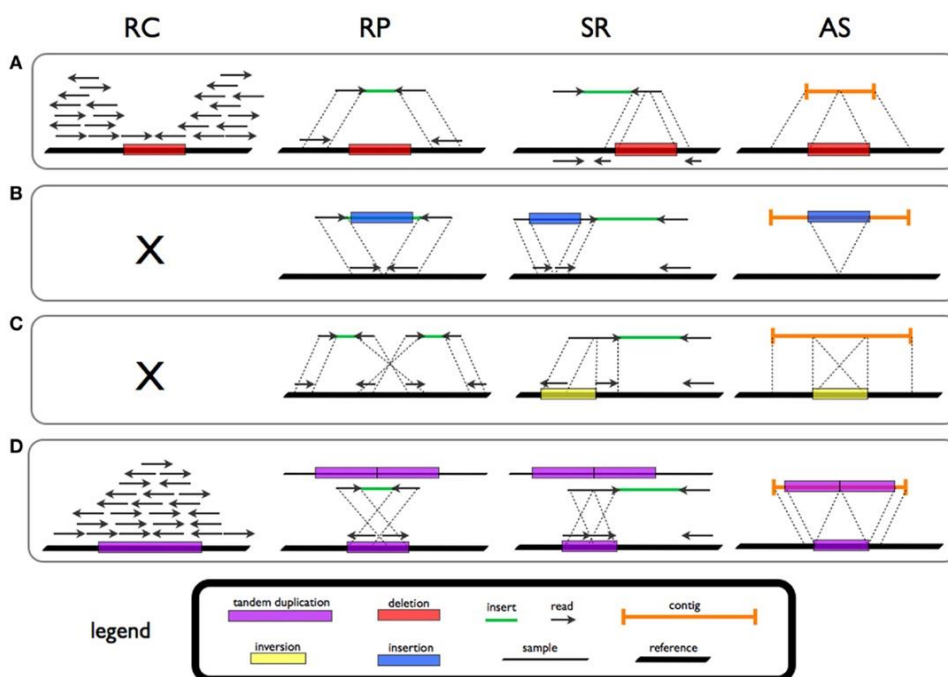 RC RP SR AS
A
B
X
C
X
D
legend
tandem duplication deletion insert read contig
inversion insertion sample reference